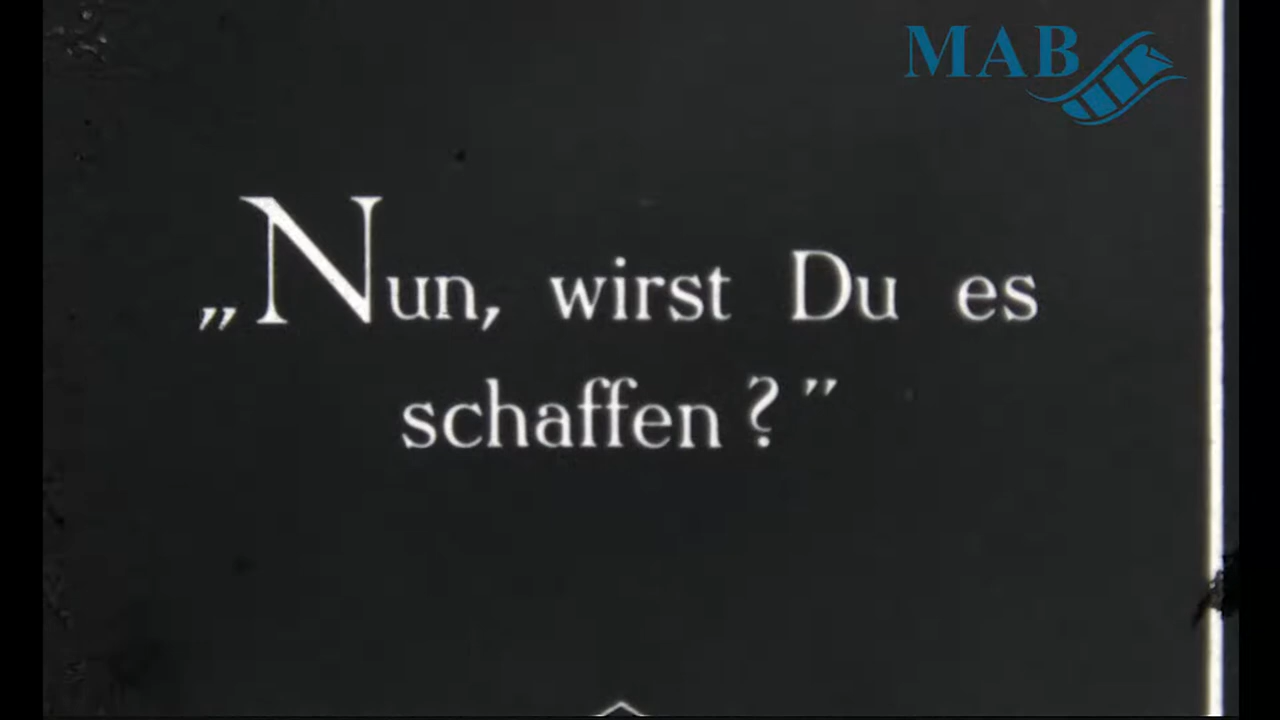 MAB
„Nun, wirst Du es
schaffen?”